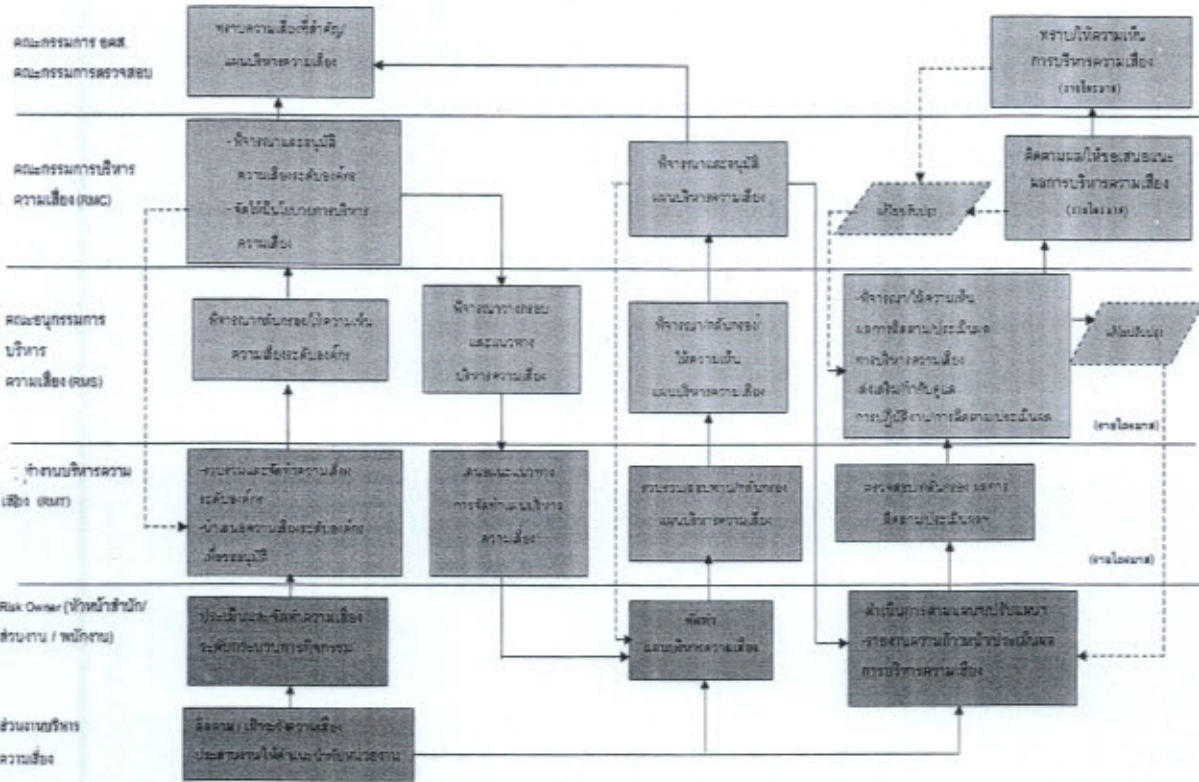 คณะกรรมการ อคส.
คณะกรรมการตรวจสอบ
ทราบความเสี่ยงที่สำคัญ/
แผนบริหารความเสี่ยง
ทราบ/ให้ความเห็น
การบริหารความเสี่ยง
(รายไตรมาส)
คณะกรรมการบริหาร
ความเสี่ยง (RMC)
-พิจารณาและอนุมัติ
ความเสี่ยงระดับองค์กร
-จัดให้มีนโยบายการบริหาร
ความเสี่ยง
พิจารณาและอนุมัติ
แผนบริหารความเสี่ยง
แก้ไข/ปรับปรุง
ติดตามผล/ให้ข้อเสนอแนะ
ผลการบริหารความเสี่ยง
(รายไตรมาส)
คณะอนุกรรมการ
บริหาร
ความเสี่ยง (RMS)
พิจารณากลั่นกรอง/ให้ความเห็น
ความเสี่ยงระดับองค์กร
พิจารณาวางกรอบ
และแนวทาง
บริหารความเสี่ยง
พิจารณา/กลั่นกรอง/
ให้ความเห็น
แผนบริหารความเสี่ยง
-พิจารณา/ให้ความเห็น
ผลการติดตาม/ประเมินผล
การบริหารความเสี่ยง
-ส่งเสริม/กำกับดูแล
การปฏิบัติงาน/การติดตาม/ประเมินผล
แก้ไขปรับปรุง
(รายไตรมาส)
ทำงานบริหารความ
เสี่ยง (RMT)
-รวบรวมและจัดทำความเสี่ยง
ระดับองค์กร
-นำเสนอความเสี่ยงระดับองค์กร
เพื่อขออนุมัติ
เสนอแนะแนวทาง
การจัดทำแผนบริหาร
ความเสี่ยง
รวบรวม/สอบทาน/กลั่นกรอง
แผนบริหารความเสี่ยง
ตรวจสอบ/กลั่นกรอง ผลการ
ติดตาม/ประเมินผลฯ
(รายไตรมาส)
Risk Owner (หัวหน้าสำนัก/
ส่วนงาน / พนักงาน)
ประเมินและจัดทำความเสี่ยง
ระดับกระบวนการ/กิจกรรม
จัดทำ
แผนบริหารความเสี่ยง
-ดำเนินการตามแผนฯ/ปรับแผนฯ
-รายงานความก้าวหน้า/ประเมินผล
การบริหารความเสี่ยง
ส่วนงานบริหาร
ความเสี่ยง
ติดตาม / เฝ้าระวังความเสี่ยง
ประสานงาน/ให้คำแนะนำกับหน่วยงาน